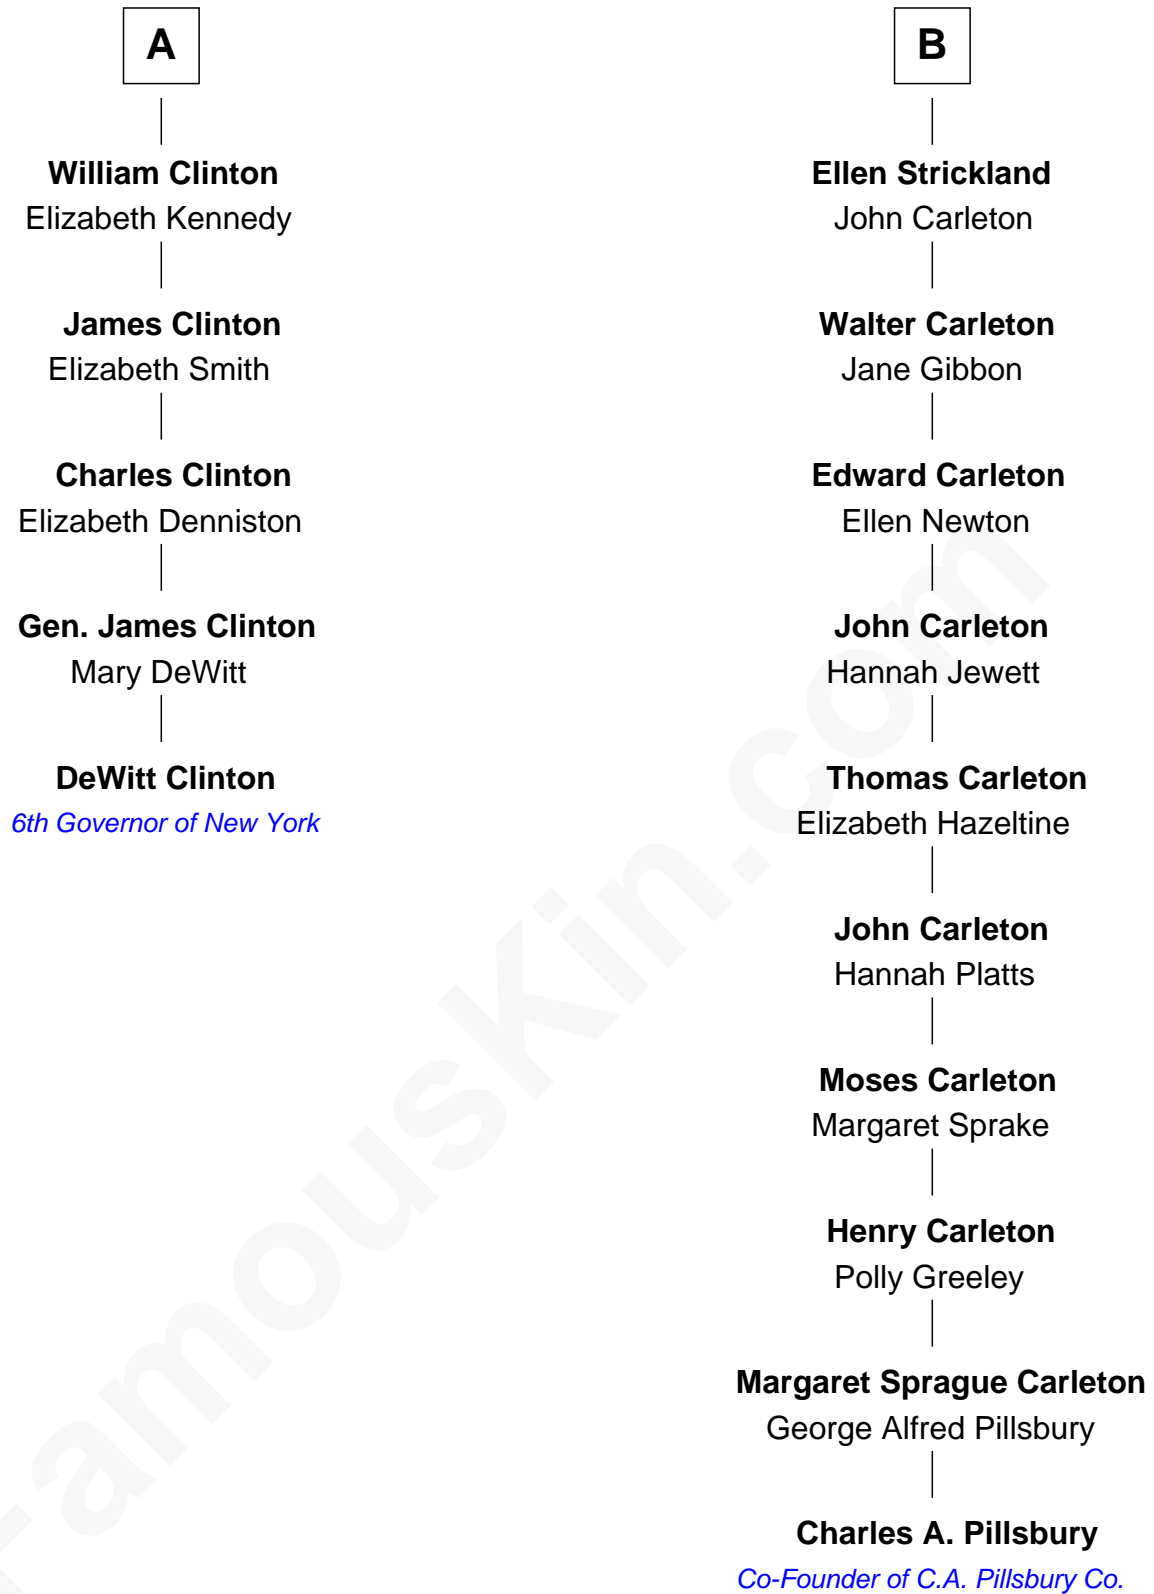 A
William Clinton
Elizabeth Kennedy
James Clinton
Elizabeth Smith
Charles Clinton
Elizabeth Denniston
Gen. James Clinton
Mary DeWitt
DeWitt Clinton
6th Governor of New York
B
Ellen Strickland
John Carleton
Walter Carleton
Jane Gibbon
Edward Carleton
Ellen Newton
John Carleton
Hannah Jewett
Thomas Carleton
Elizabeth Hazeltine
John Carleton
Hannah Platts
Moses Carleton
Margaret Sprake
Henry Carleton
Polly Greeley
Margaret Sprague Carleton
George Alfred Pillsbury
Charles A. Pillsbury
Co-Founder of C.A. Pillsbury Co.
FamousKin.com